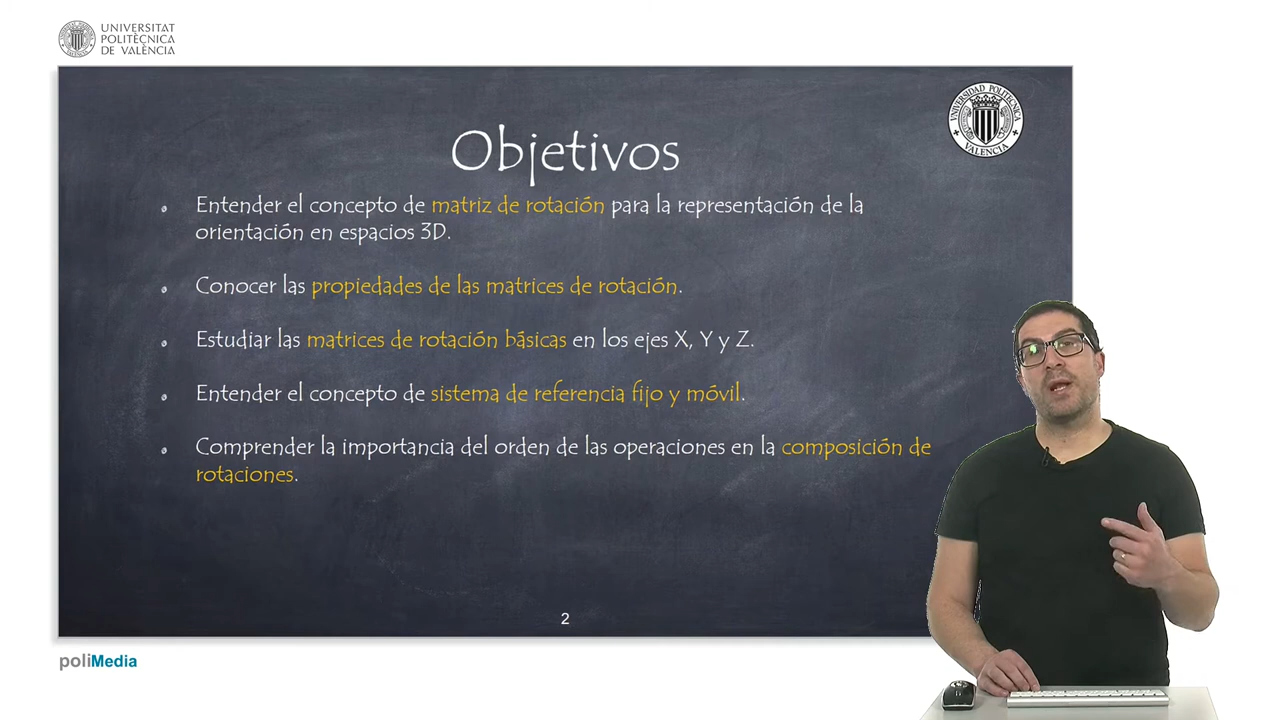 UNIVERSITAT
POLITÈCNICA
DE VALÈNCIA
UNIVERSIDAD POLITECNICA
VALENCIA
Objetivos
Entender el concepto de matriz de rotación para la representación de la
orientación en espacios 3D.
Conocer las propiedades de las matrices de rotación.
Estudiar las matrices de rotación básicas en los ejes X, Y y Z.
Entender el concepto de sistema de referencia fijo y móvil.
Comprender la importancia del orden de las operaciones en la composición de
rotaciones.
2
poliMedia